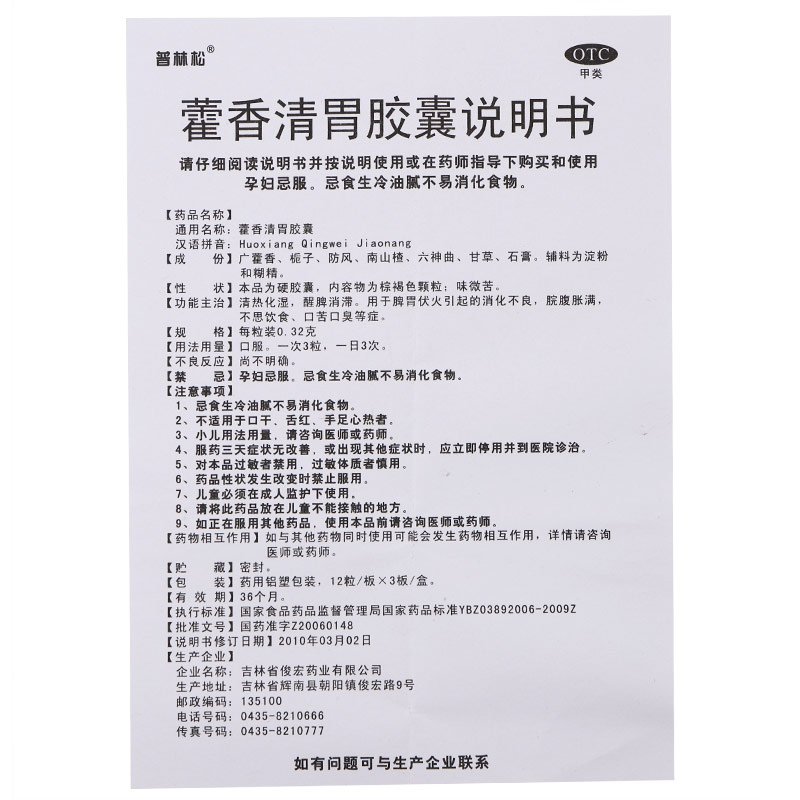 普林松®
OTC
甲类
藿香清胃胶囊说明书
请仔细阅读说明书并按说明使用或在药师指导下购买和使用
孕妇忌服。忌食生冷油腻不易消化食物。
【药品名称】
通用名称：藿香清胃胶囊
汉语拼音：Huoxiang Qingwei Jiaonang
【成　　份】广藿香、栀子、防风、南山楂、六神曲、甘草、石膏。辅料为淀粉
和糊精。
【性　　状】本品为硬胶囊，内容物为棕褐色颗粒；味微苦。
【功能主治】清热化湿，醒脾消滞。用于脾胃伏火引起的消化不良，脘腹胀满，
不思饮食、口苦口臭等症。
【规　　格】每粒装0.32克
【用法用量】口服。一次3粒，一日3次。
【不良反应】尚不明确。
【禁　　忌】孕妇忌服。忌食生冷油腻不易消化食物。
【注意事项】
1、忌食生冷油腻不易消化食物。
2、不适用于口干、舌红、手足心热者。
3、小儿用法用量，请咨询医师或药师。
4、服药三天症状无改善，或出现其他症状时，应立即停用并到医院诊治。
5、对本品过敏者禁用，过敏体质者慎用。
6、药品性状发生改变时禁止服用。
7、儿童必须在成人监护下使用。
8、请将此药品放在儿童不能接触的地方。
9、如正在服用其他药品，使用本品前请咨询医师或药师。
【药物相互作用】如与其他药物同时使用可能会发生药物相互作用，详情请咨询
医师或药师。
【贮　　藏】密封。
【包　　装】药用铝塑包装，12粒/板×3板/盒。
【有 效 期】36个月。
【执行标准】国家食品药品监督管理局国家药品标准YBZ03892006-2009Z
【批准文号】国药准字Z20060148
【说明书修订日期】2010年03月02日
【生产企业】
企业名称：吉林省俊宏药业有限公司
生产地址：吉林省辉南县朝阳镇俊宏路9号
邮政编码：135100
电话号码：0435-8210666
传真号码：0435-8210777
如有问题可与生产企业联系